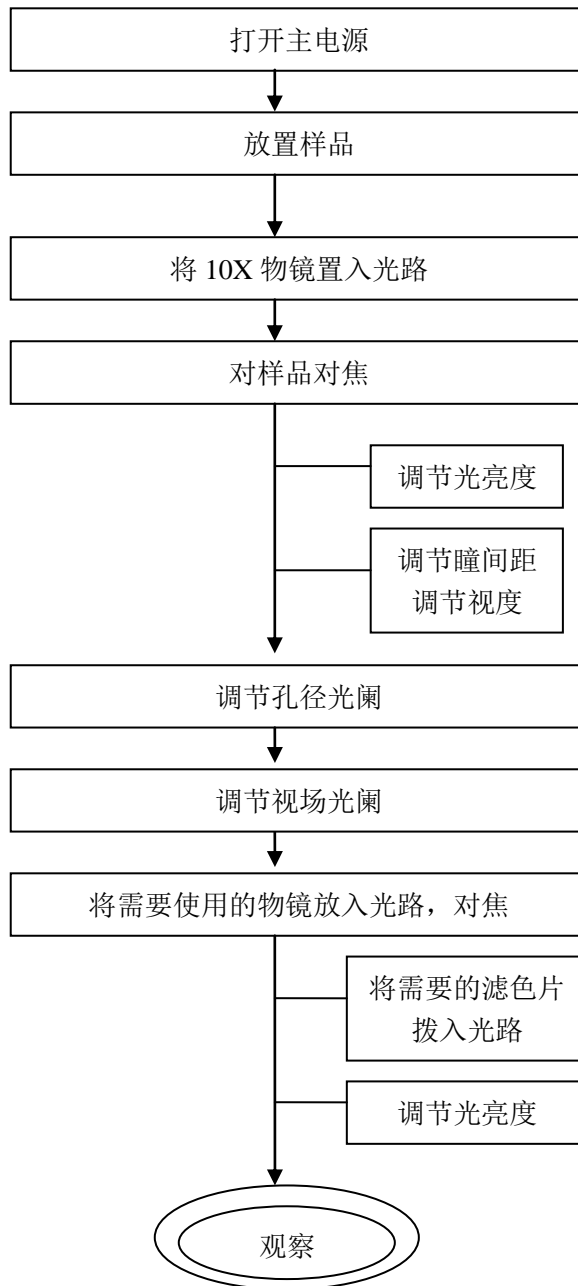 打开主电源
放置样品
将 10X 物镜置入光路
对样品对焦
调节光亮度
调节瞳间距
调节视度
调节孔径光阑
调节视场光阑
将需要使用的物镜放入光路，对焦
将需要的滤色片
拨入光路
调节光亮度
观察